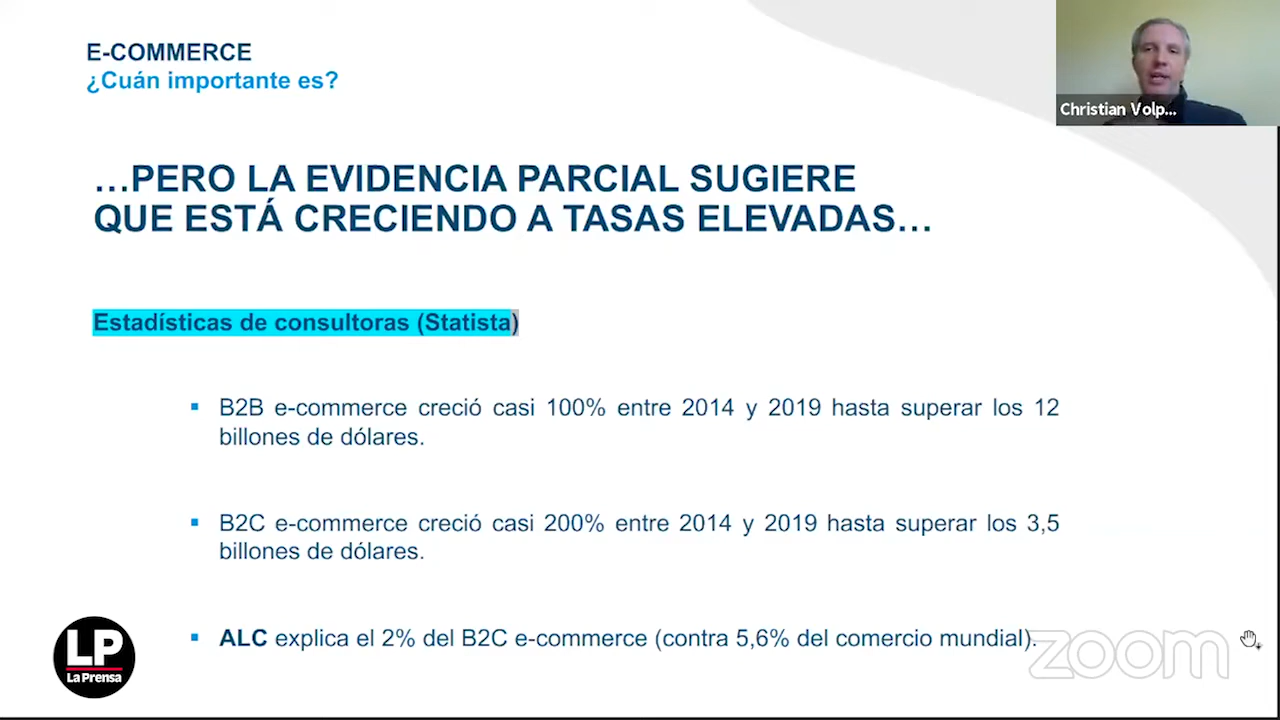 E-COMMERCE
¿Cuán importante es?
Christian Volp...
…PERO LA EVIDENCIA PARCIAL SUGIERE
QUE ESTÁ CRECIENDO A TASAS ELEVADAS…
Estadísticas de consultoras (Statista)
▪ B2B e-commerce creció casi 100% entre 2014 y 2019 hasta superar los 12
billones de dólares.
▪ B2C e-commerce creció casi 200% entre 2014 y 2019 hasta superar los 3,5
billones de dólares.
▪ ALC explica el 2% del B2C e-commerce (contra 5,6% del comercio mundial).
LP
La Prensa
zoom